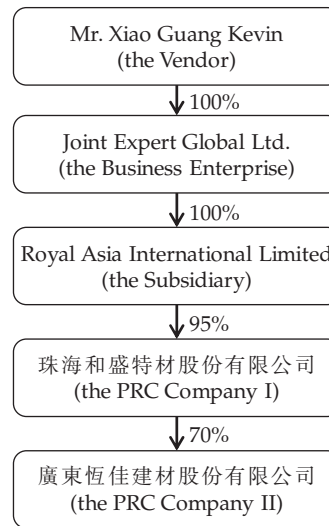 Mr. Xiao Guang Kevin
(the Vendor)
100%
Joint Expert Global Ltd.
(the Business Enterprise)
100%
Royal Asia International Limited
(the Subsidiary)
95%
珠海和盛特材股份有限公司
(the PRC Company I)
70%
廣東恆佳建材股份有限公司
(the PRC Company II)